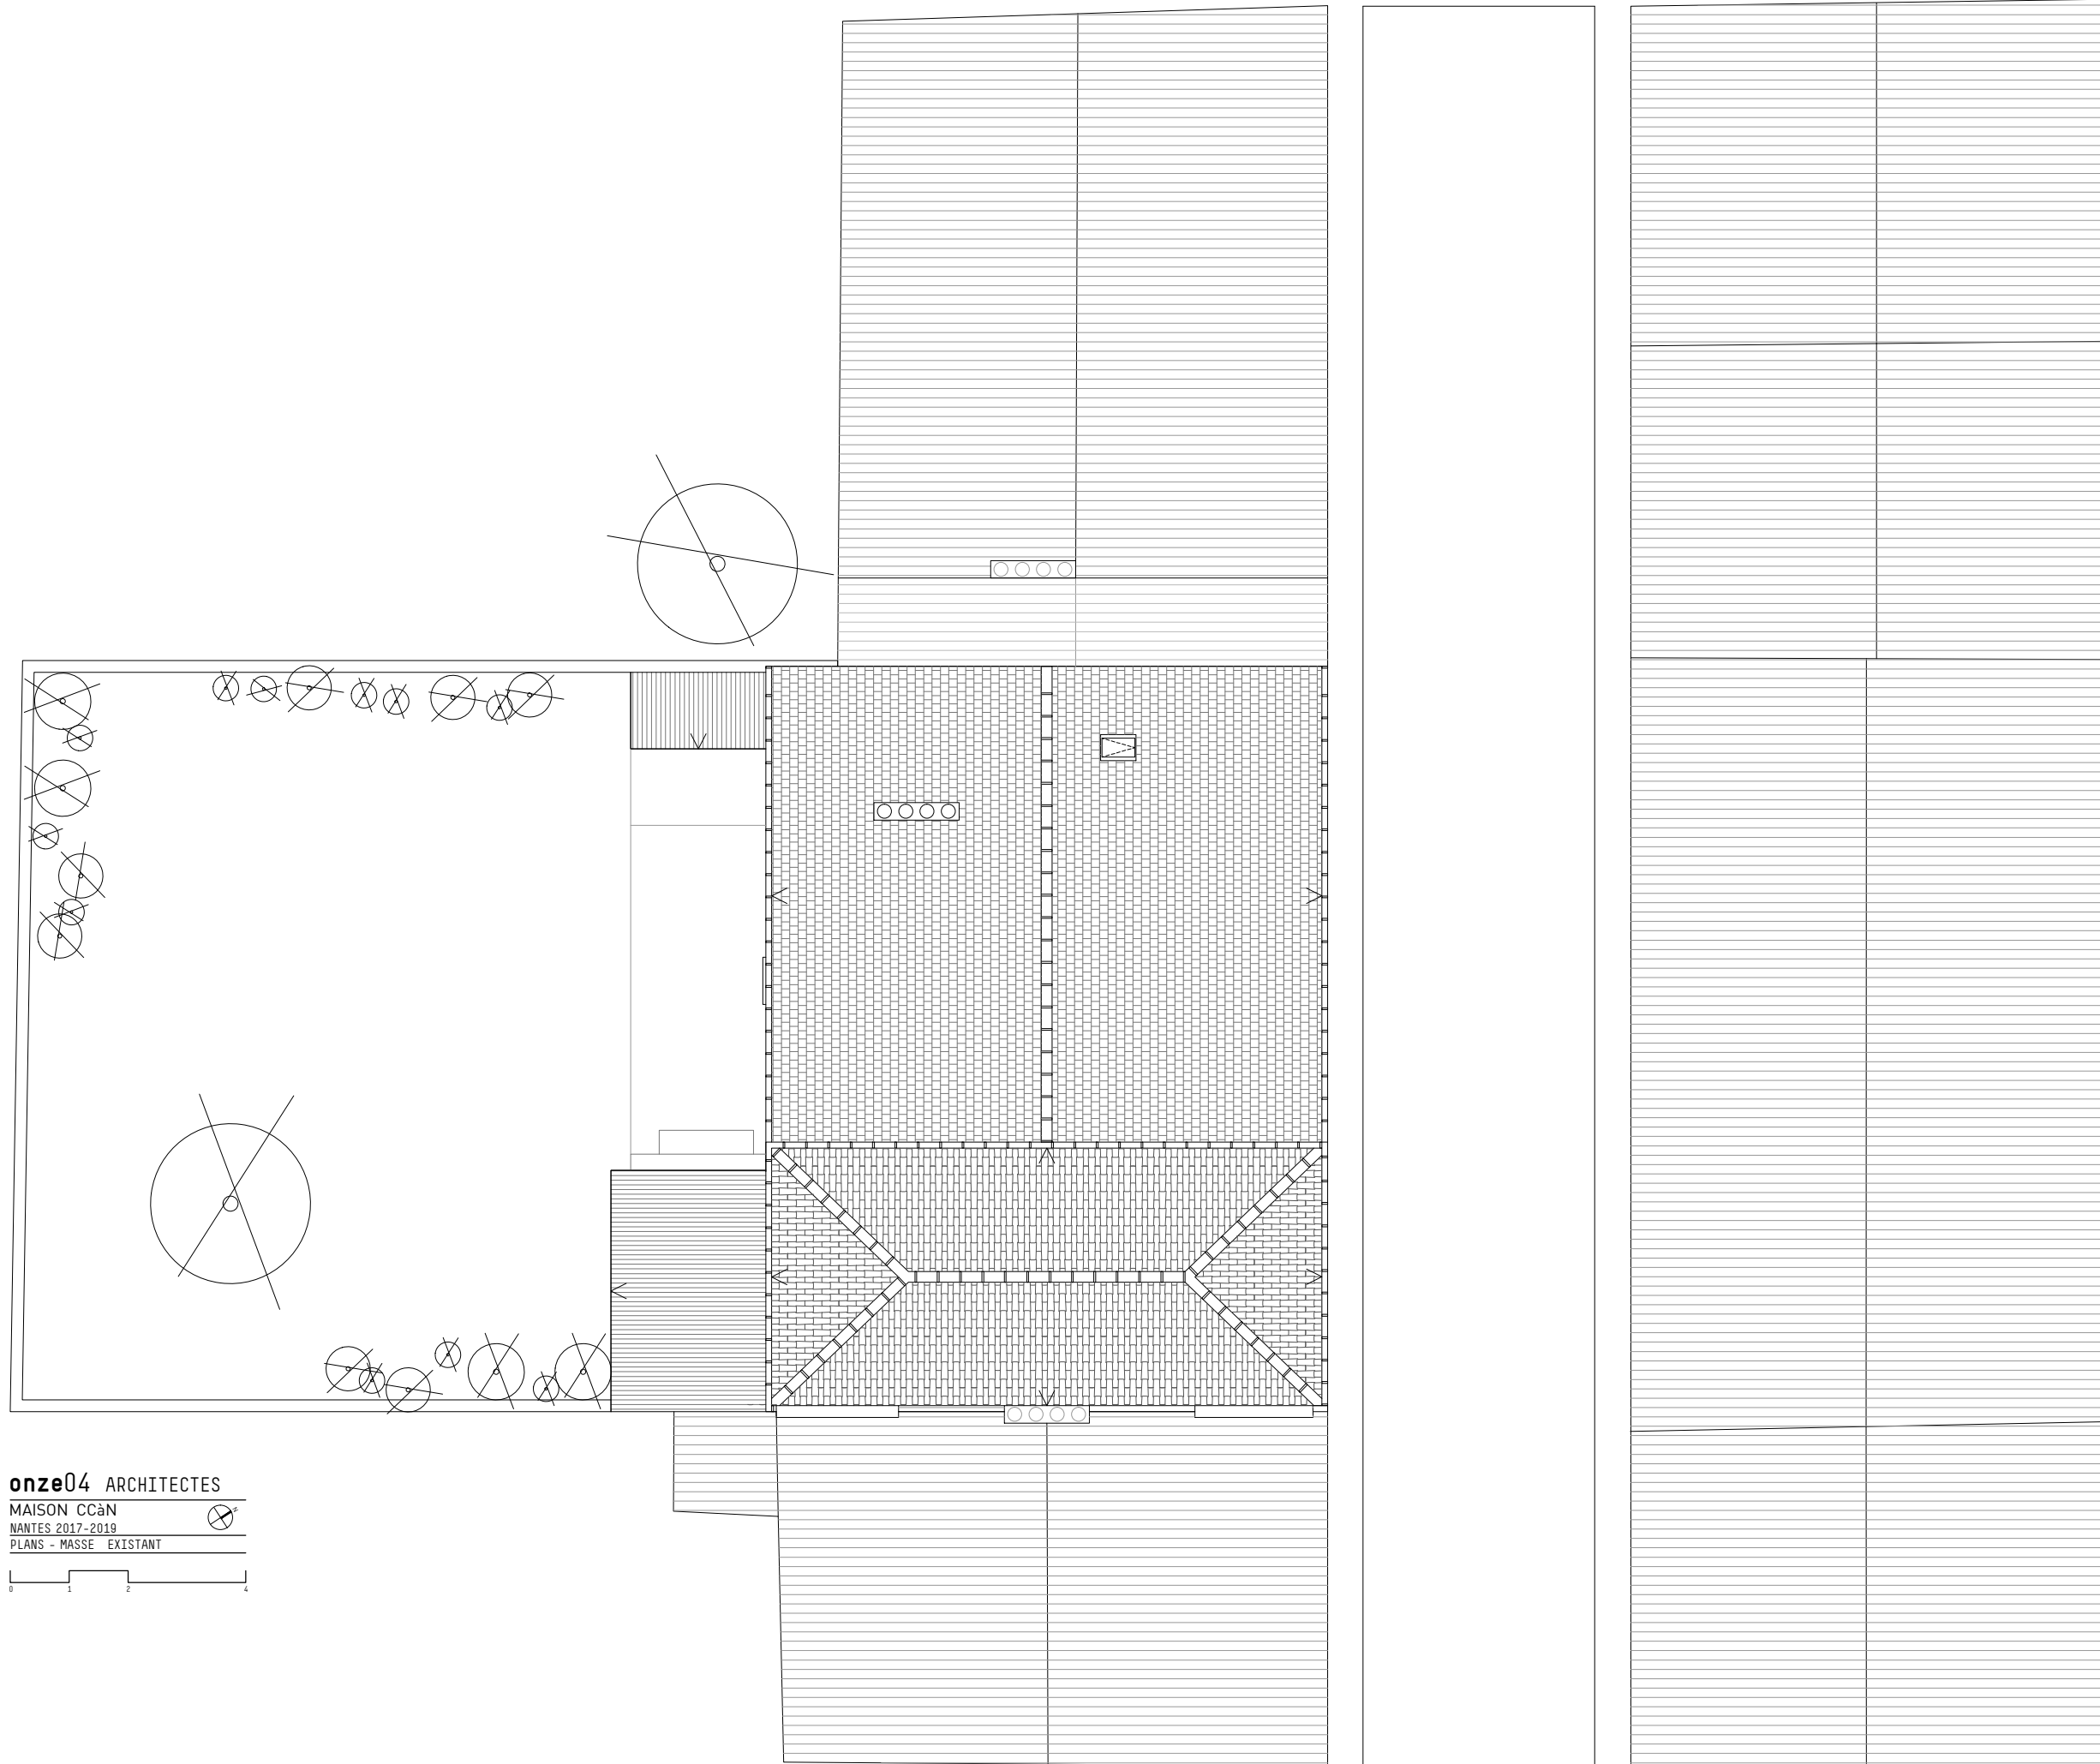 onze04 ARCHITECTES
MAISON CCàN
N
NANTES 2017-2019
PLANS - MASSE EXISTANT
0 1 2 4